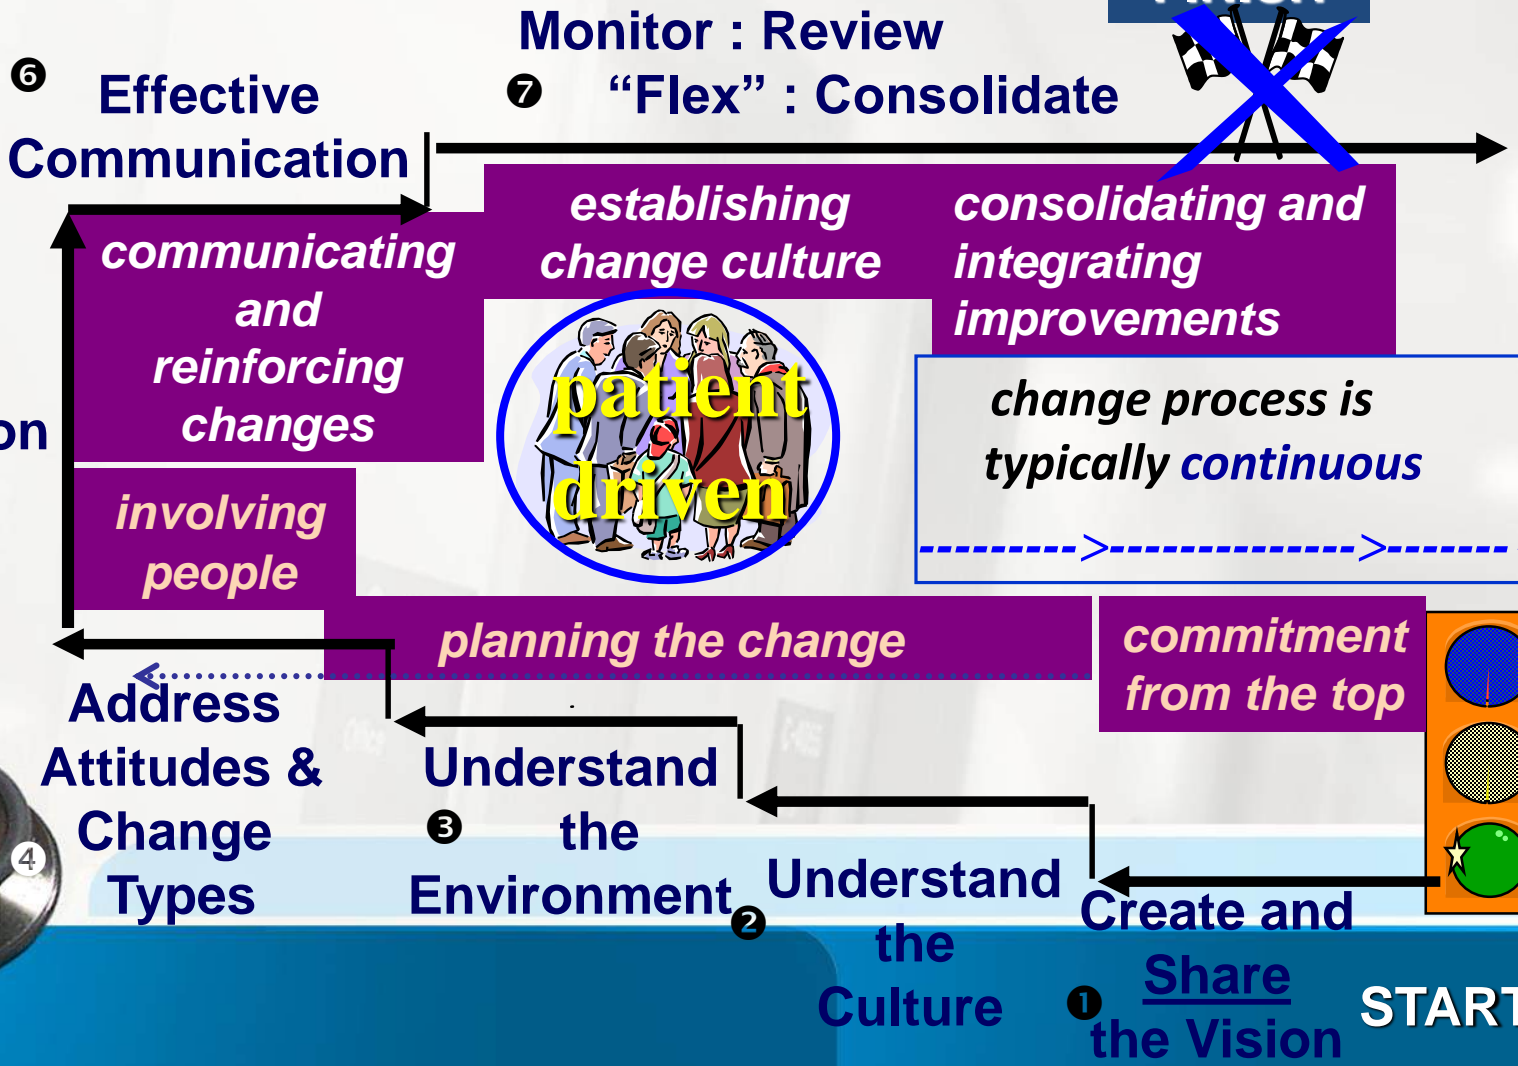 Monitor : Review
❼ “Flex” : Consolidate
❻
Effective
Communication
establishing
change culture
consolidating and
integrating
improvements
communicating
and
reinforcing
changes
patient
driven
change process is
typically continuous
--------->-------------->-------
on
involving
people
planning the change
commitment
from the top
❹
Address
Attitudes &
Change
Types
❸
Understand
the
Environment
❷
Understand
the
Culture
❶
Create and
Share
the Vision
START